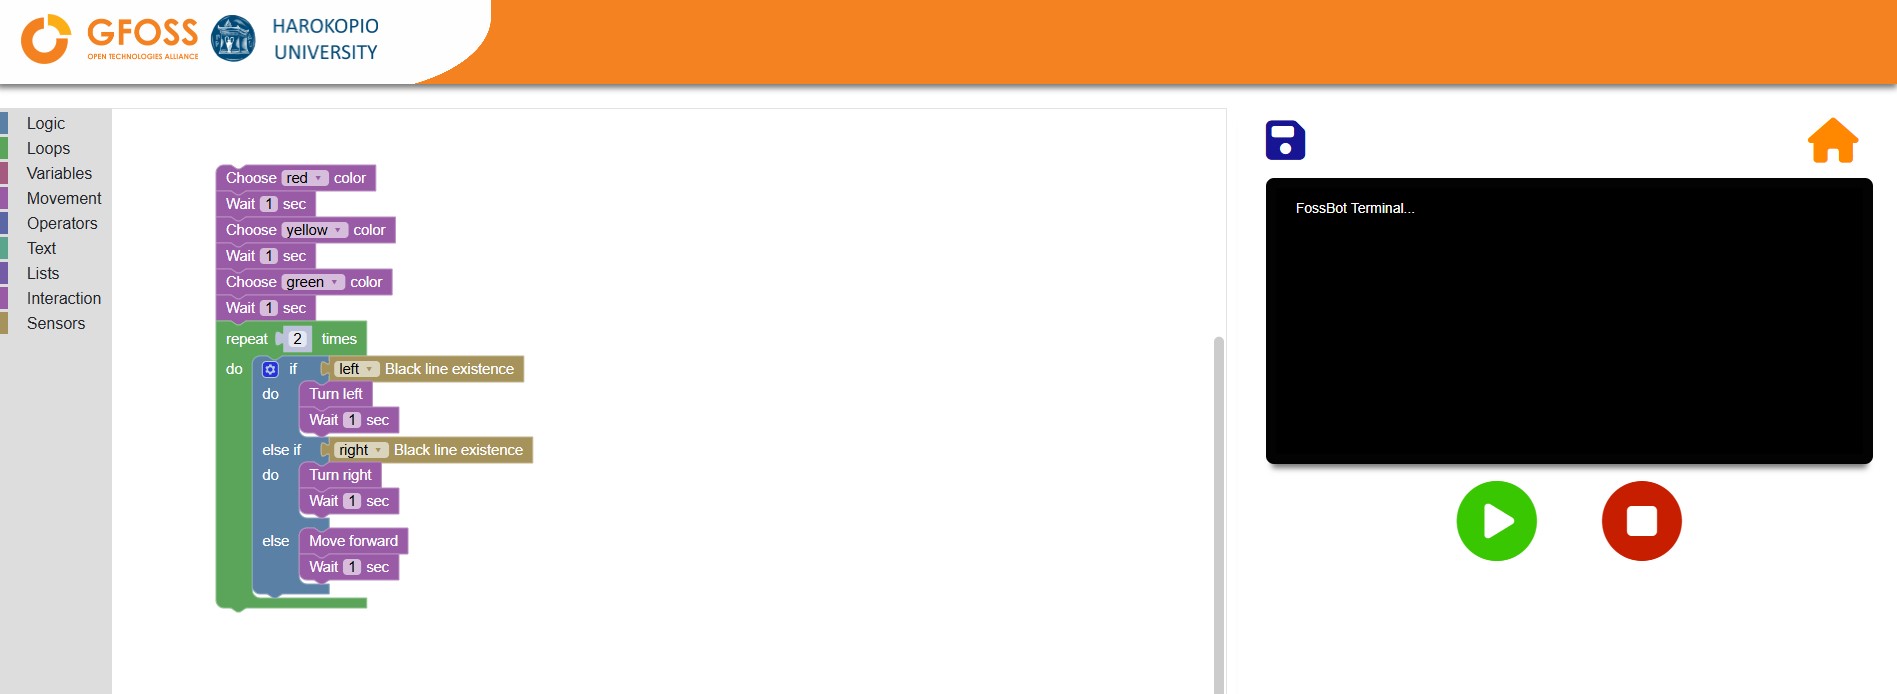 GFOSS
OPEN TECHNOLOGIES ALLIANCE
HAROKOPIO
UNIVERSITY
Logic
Loops
Variables
Movement
Operators
Text
Lists
Interaction
Sensors
Choose red color
Wait 1 sec
Choose yellow color
Wait 1 sec
Choose green color
Wait 1 sec
repeat 2 times
do if left Black line existence
do Turn left
Wait 1 sec
else if right Black line existence
do Turn right
Wait 1 sec
else Move forward
Wait 1 sec
FossBot Terminal...